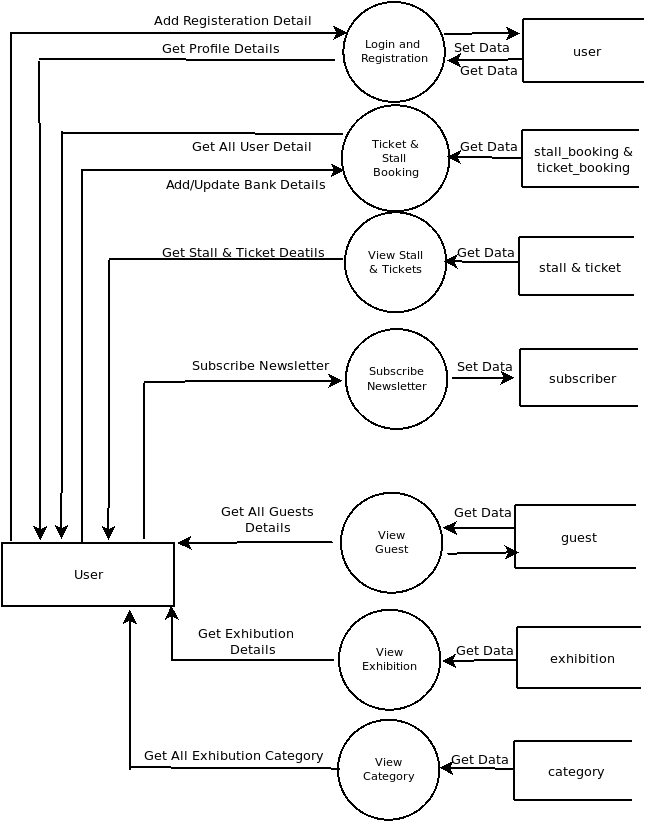 Add Registeration Detail
Get Profile Details
Login and
Registration
Set Data
Get Data
user
Get All User Detail
Add/Update Bank Details
Ticket &
Stall
Booking
Get Data
stall_booking &
ticket_booking
Get Stall & Ticket Deatils
View Stall
& Tickets
Get Data
stall & ticket
Subscribe Newsletter
Subscribe
Newsletter
Set Data
subscriber
Get All Guests
Details
View
Guest
Get Data
guest
User
Get Exhibution
Details
View
Exhibition
Get Data
exhibition
Get All Exhibution Category
View
Category
Get Data
category